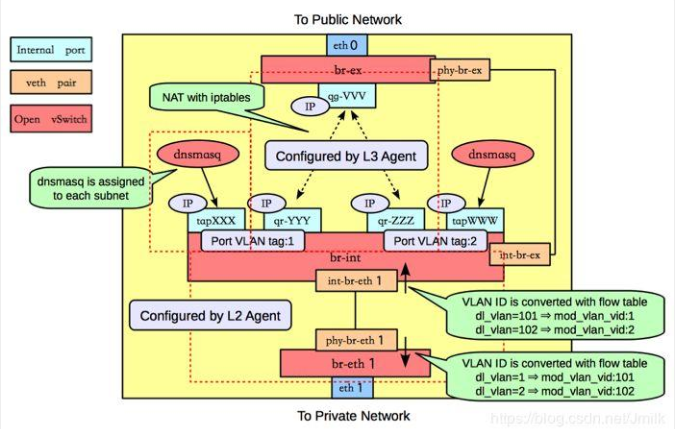 To Public Network
Internal port
veth pair
Open vSwitch
eth 0
br-ex
phy-br-ex
qg-VVV
IP
NAT with iptables
Configured by L3 Agent
dnsmasq
dnsmasq
dnsmasq is assigned
to each subnet
IP
IP
IP
IP
tapXXX
qr-YYY
qr-ZZZ
tapWWW
Port VLAN tag:1
Port VLAN tag:2
br-int
int-br-ex
int-br-eth 1
Configured by L2 Agent
VLAN ID is converted with flow table
dl_vlan=101 ⇒ mod_vlan_vid:1
dl_vlan=102 ⇒ mod_vlan_vid:2
phy-br-eth 1
br-eth 1
eth 1
VLAN ID is converted with flow table
dl_vlan=1 ⇒ mod_vlan_vid:101
dl_vlan=2 ⇒ mod_vlan_vid:102
To Private Network
https://blog.csdn.net/Jmilk